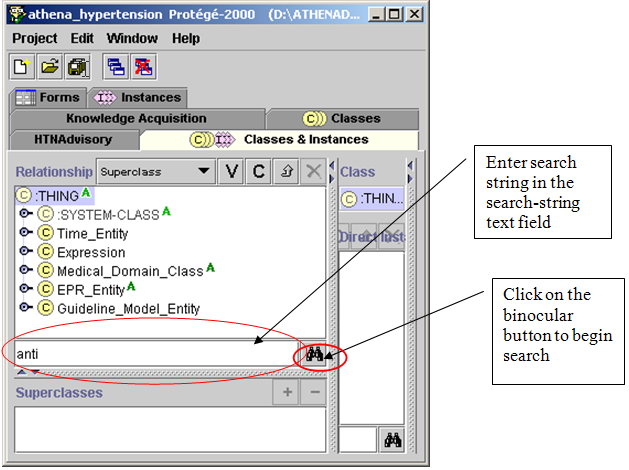 athena_hypertension Protégé-2000 (D:\ATHENAD...
Project Edit Window Help
Forms Instances
Knowledge Acquisition Classes
HTNAdvisory Classes & Instances
Relationship Superclass V C Class
C :THING A
C :THIN...
C :SYSTEM-CLASS A
C Time_Entity
Direct Inst
C Expression
C Medical_Domain_Class A
C EPR_Entity A
C Guideline_Model_Entity
anti
Superclasses + -
Enter search
string in the
search-string
text field
Click on the
binocular
button to begin
search